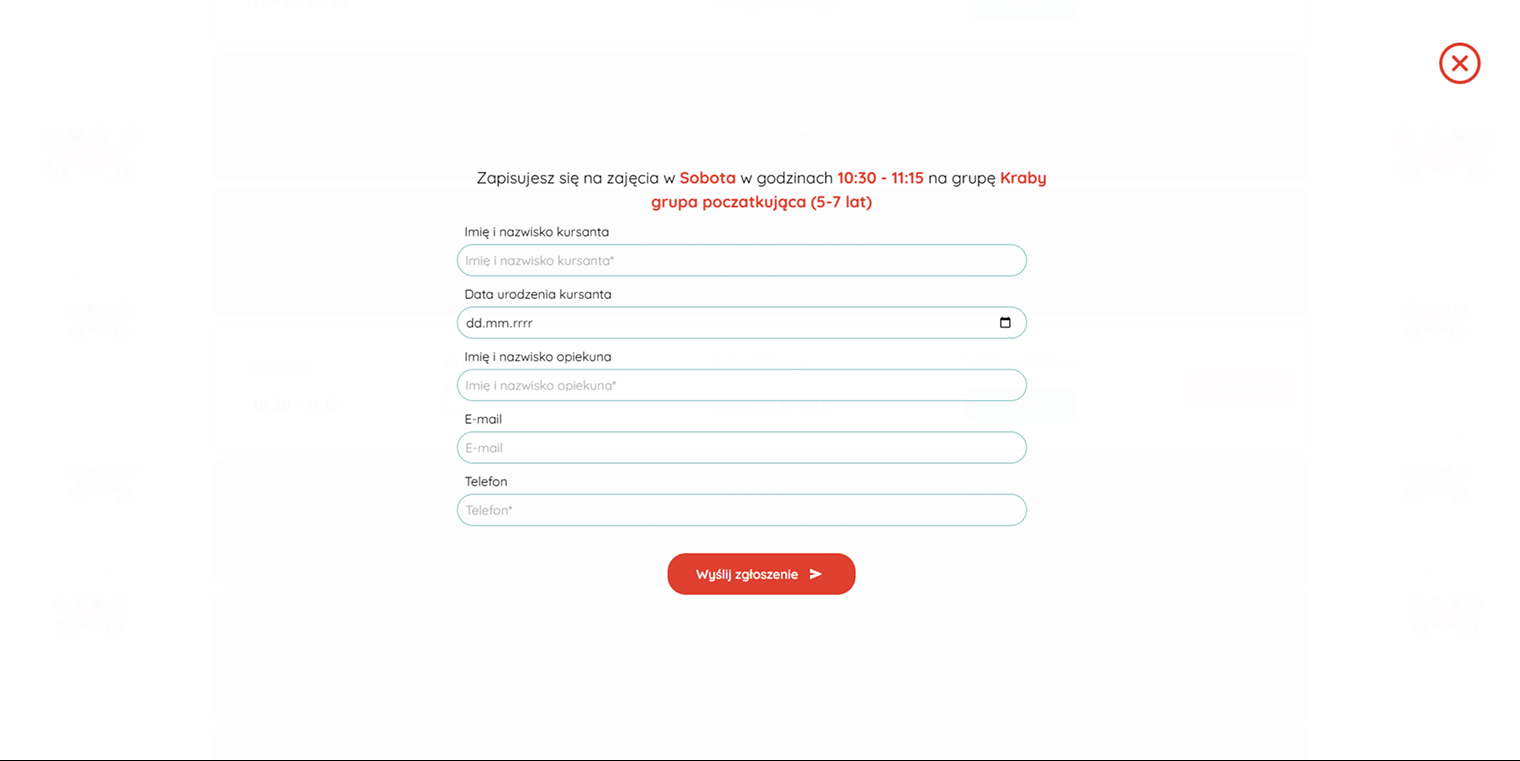 Zapisujesz się na zajęcia w Sobota w godzinach 10:30 - 11:15 na grupę Kraby
grupa poczatkująca (5-7 lat)
Imię i nazwisko kursanta
Imię i nazwisko kursanta*
Data urodzenia kursanta
dd.mm.rrrr
Imię i nazwisko opiekuna
Imię i nazwisko opiekuna*
E-mail
E-mail
Telefon
Telefon*
Wyślij zgłoszenie